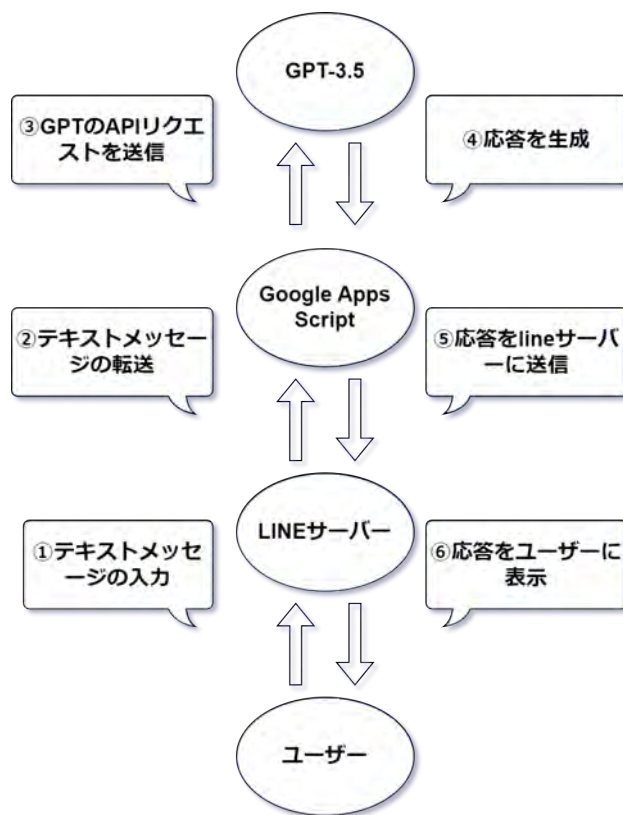 GPT-3.5
③GPTのAPIリクエ
ストを送信
④応答を生成
Google Apps
Script
②テキストメッセー
ジの転送
⑤応答をlineサーバ
ーに送信
LINEサーバー
①テキストメッセ
ージの入力
⑥応答をユーザーに
表示
ユーザー